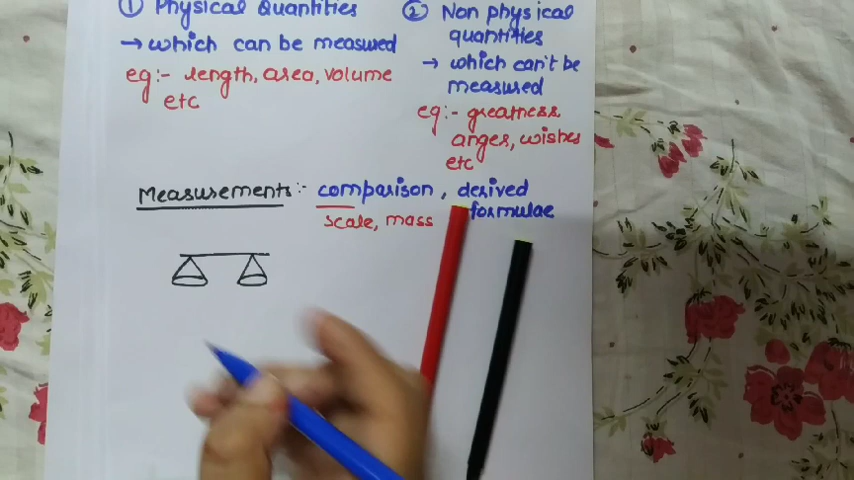 ① Physical Quantities
→ which can be measured
eg:- length, area, volume
etc
② Non physical
quantities
→ which can't be
measured
eg:- greatness,
anges, wishes
etc
Measurements:- comparison, derived
formulae
scale, mass